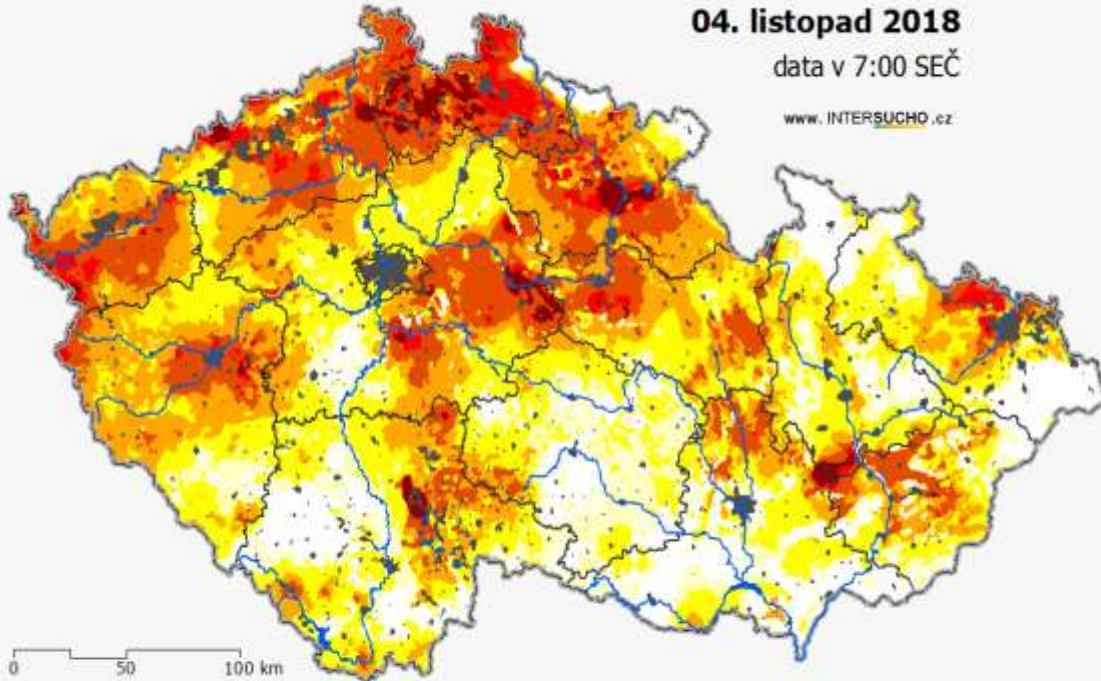 04. listopad 2018
data v 7:00 SEČ
www. INTERSUCHO .cz
0 50 100 km